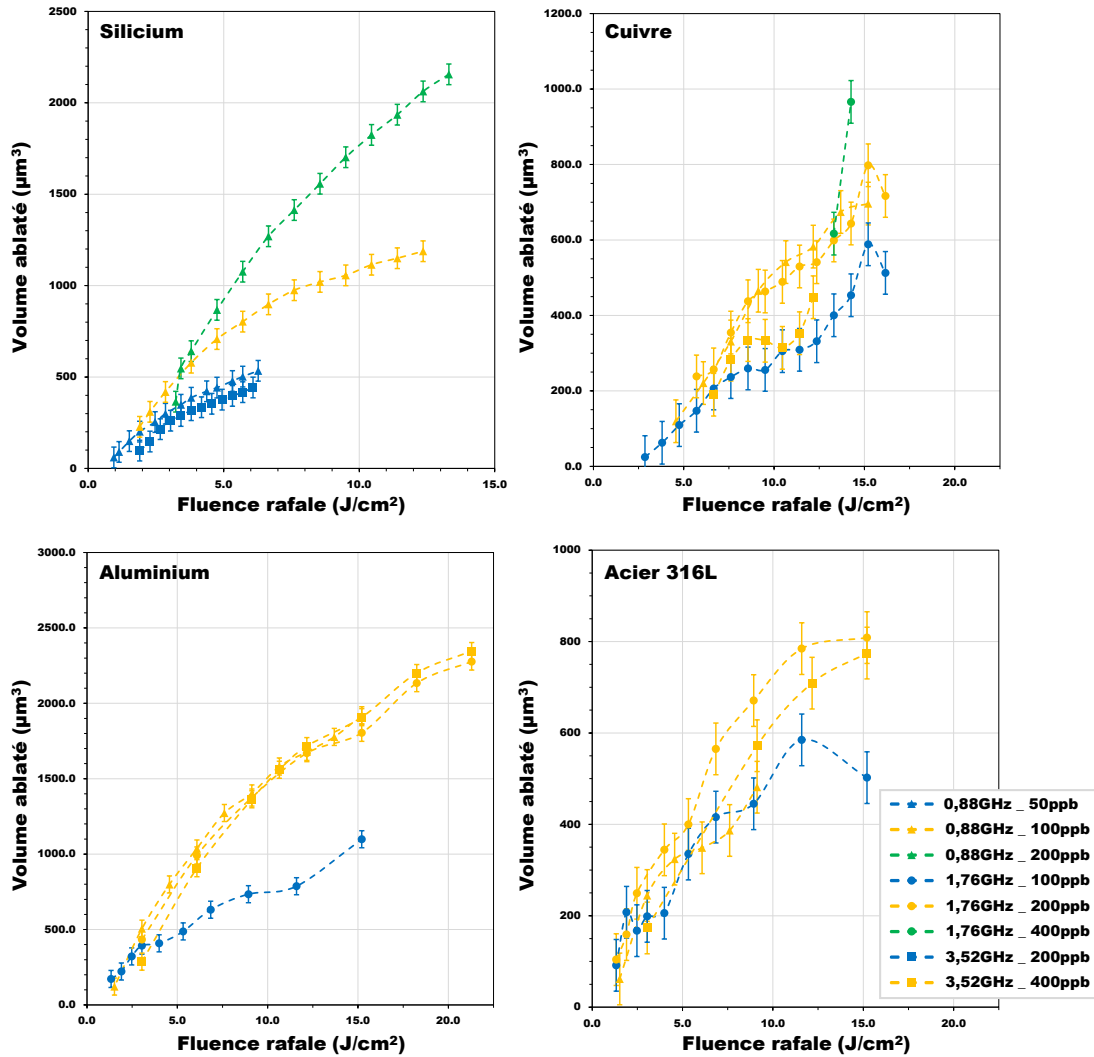 Silicium
Volume ablaté (µm³)
2500
2000
1500
1000
500
0
0.0 5.0 10.0 15.0
Fluence rafale (J/cm²)
Cuivre
Volume ablaté (µm³)
1200.0
1000.0
800.0
600.0
400.0
200.0
0.0
0.0 5.0 10.0 15.0 20.0
Fluence rafale (J/cm²)
Aluminium
Volume ablaté (µm³)
3000.0
2500.0
2000.0
1500.0
1000.0
500.0
0.0
0.0 5.0 10.0 15.0 20.0
Fluence rafale (J/cm²)
Acier 316L
Volume ablaté (µm³)
1000
800
600
400
200
0
0.0 5.0 10.0 15.0 20.0
Fluence rafale (J/cm²)
0,88GHz _ 50ppb
0,88GHz _ 100ppb
0,88GHz _ 200ppb
1,76GHz _ 100ppb
1,76GHz _ 200ppb
1,76GHz _ 400ppb
3,52GHz _ 200ppb
3,52GHz _ 400ppb